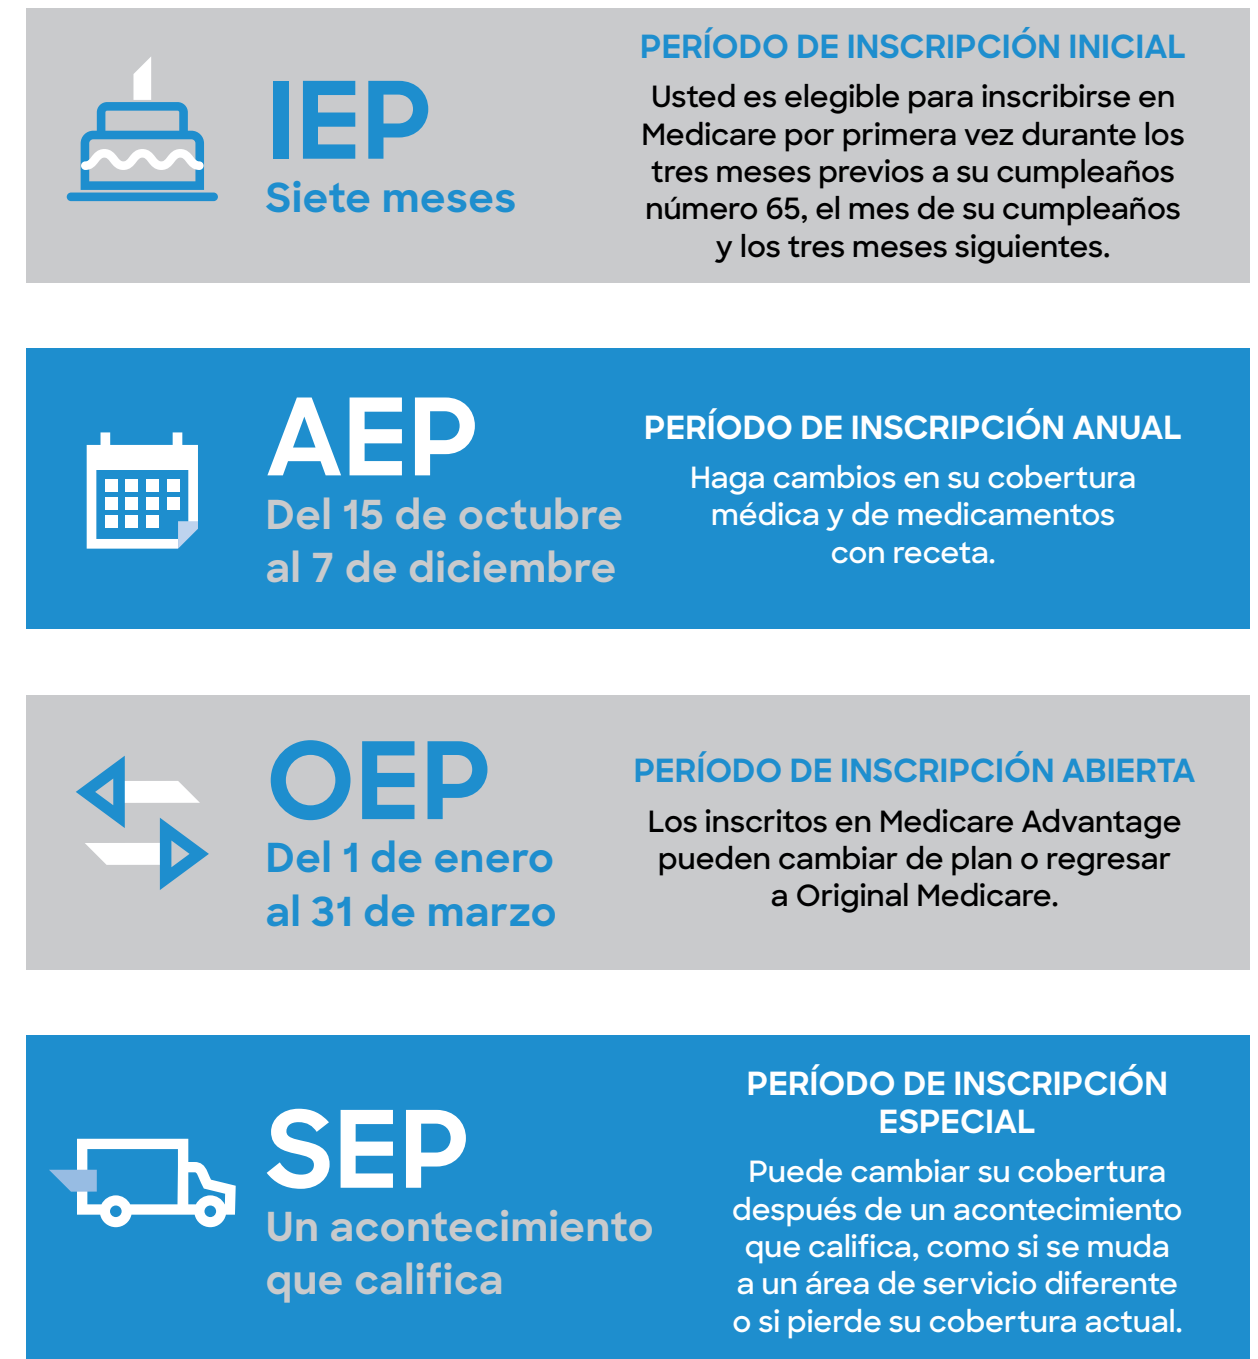 IEP
Siete meses
PERÍODO DE INSCRIPCIÓN INICIAL
Usted es elegible para inscribirse en
Medicare por primera vez durante los
tres meses previos a su cumpleaños
número 65, el mes de su cumpleaños
y los tres meses siguientes.
AEP
Del 15 de octubre
al 7 de diciembre
PERÍODO DE INSCRIPCIÓN ANUAL
Haga cambios en su cobertura
médica y de medicamentos
con receta.
OEP
Del 1 de enero
al 31 de marzo
PERÍODO DE INSCRIPCIÓN ABIERTA
Los inscritos en Medicare Advantage
pueden cambiar de plan o regresar
a Original Medicare.
SEP
Un acontecimiento
que califica
PERÍODO DE INSCRIPCIÓN
ESPECIAL
Puede cambiar su cobertura
después de un acontecimiento
que califica, como si se muda
a un área de servicio diferente
o si pierde su cobertura actual.